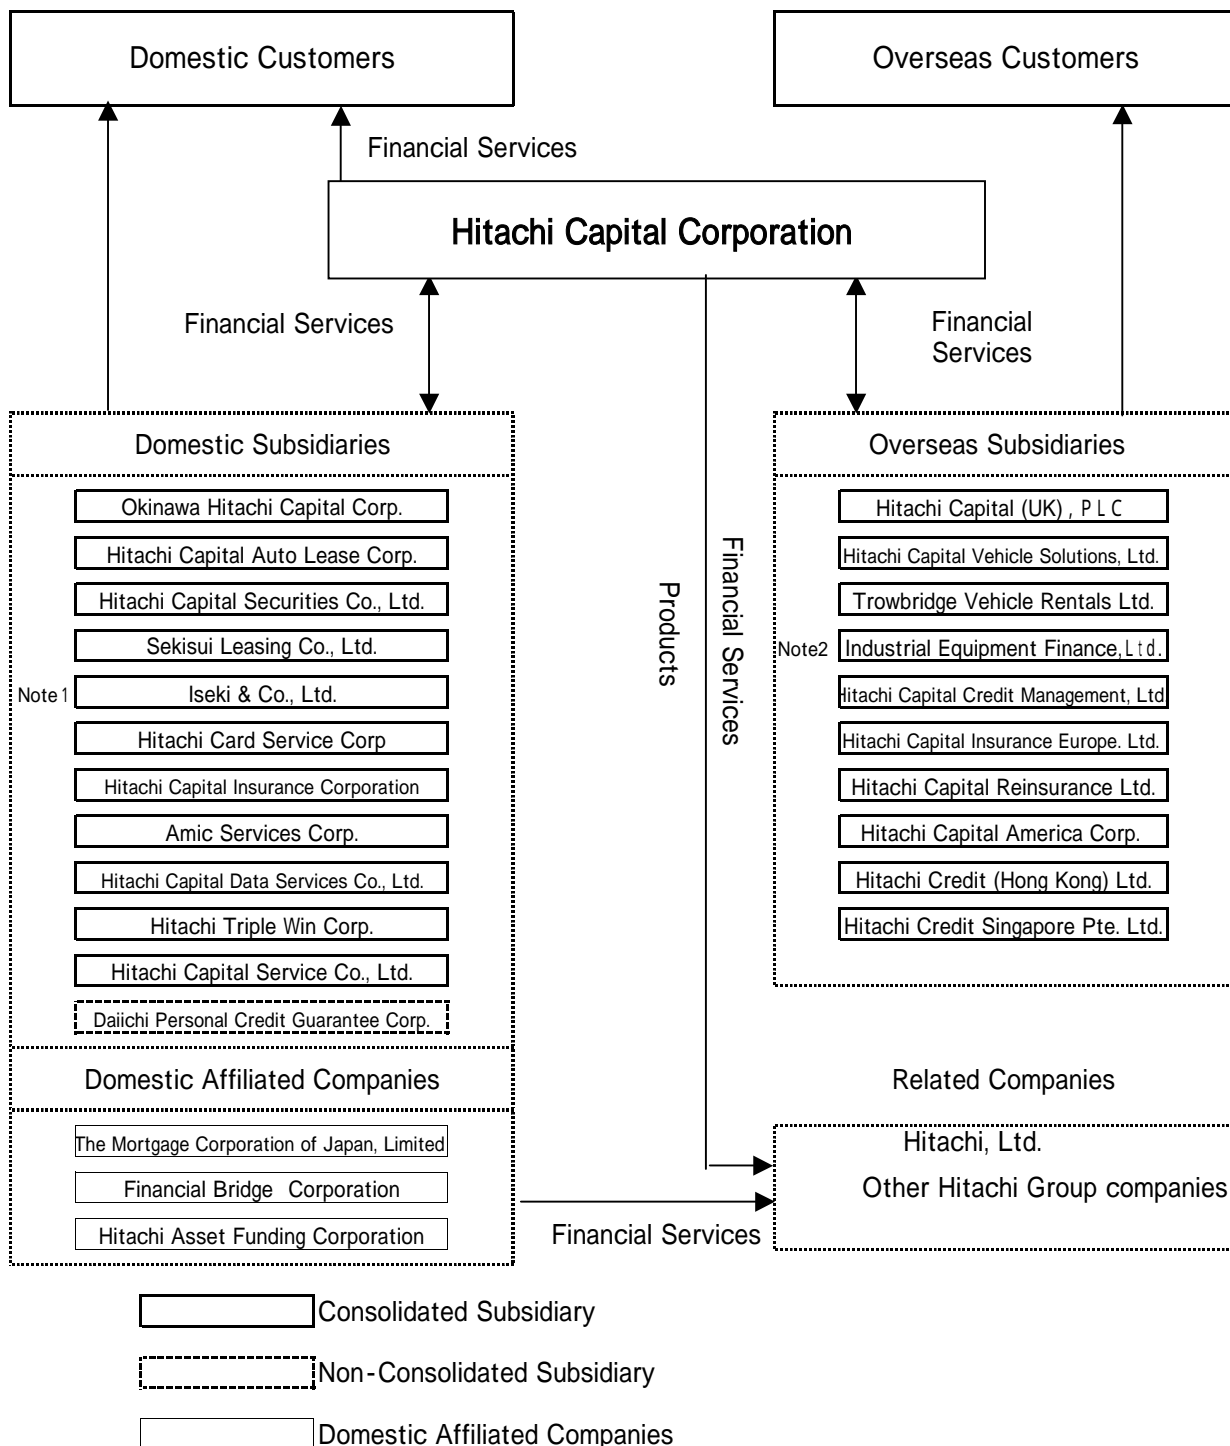 Domestic Customers
Overseas Customers
Financial Services
Hitachi Capital Corporation
Financial Services
Financial
Services
Domestic Subsidiaries
Okinawa Hitachi Capital Corp.
Hitachi Capital Auto Lease Corp.
Hitachi Capital Securities Co., Ltd.
Sekisui Leasing Co., Ltd.
Note1
Iseki & Co., Ltd.
Hitachi Card Service Corp
Hitachi Capital Insurance Corporation
Amic Services Corp.
Hitachi Capital Data Services Co., Ltd.
Hitachi Triple Win Corp.
Hitachi Capital Service Co., Ltd.
Daiichi Personal Credit Guarantee Corp.
Products
Financial Services
Overseas Subsidiaries
Hitachi Capital (UK) , PLC
Hitachi Capital Vehicle Solutions, Ltd.
Trowbridge Vehicle Rentals Ltd.
Note2
Industrial Equipment Finance, Ltd.
Hitachi Capital Credit Management, Ltd
Hitachi Capital Insurance Europe. Ltd.
Hitachi Capital Reinsurance Ltd.
Hitachi Capital America Corp.
Hitachi Credit (Hong Kong) Ltd.
Hitachi Credit Singapore Pte. Ltd.
Domestic Affiliated Companies
The Mortgage Corporation of Japan, Limited
Financial Bridge Corporation
Hitachi Asset Funding Corporation
Financial Services
Related Companies
Hitachi, Ltd.
Other Hitachi Group companies
Consolidated Subsidiary
Non-Consolidated Subsidiary
Domestic Affiliated Companies